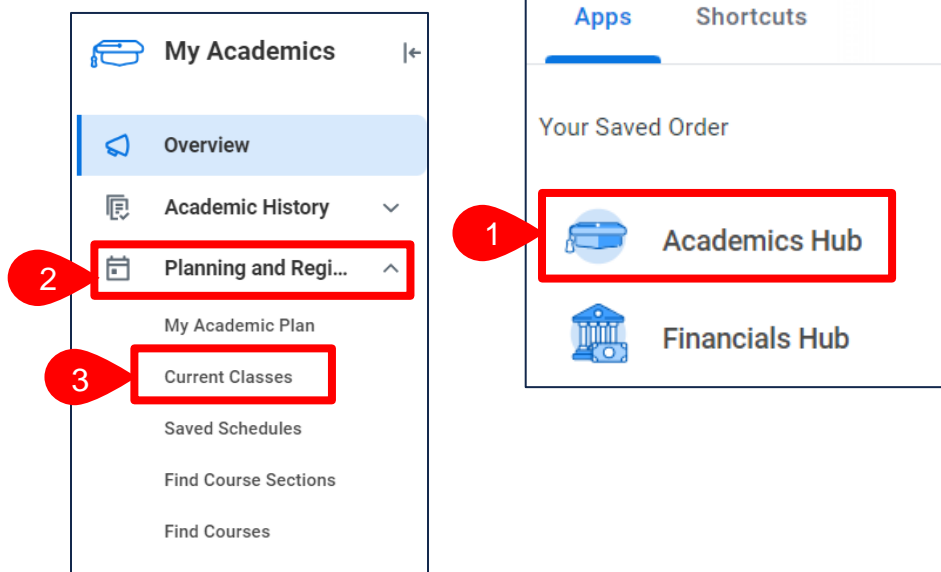 My Academics
Overview
Academic History
2
Planning and Regi...
My Academic Plan
3
Current Classes
Saved Schedules
Find Course Sections
Find Courses
Apps
Shortcuts
Your Saved Order
1
Academics Hub
Financials Hub